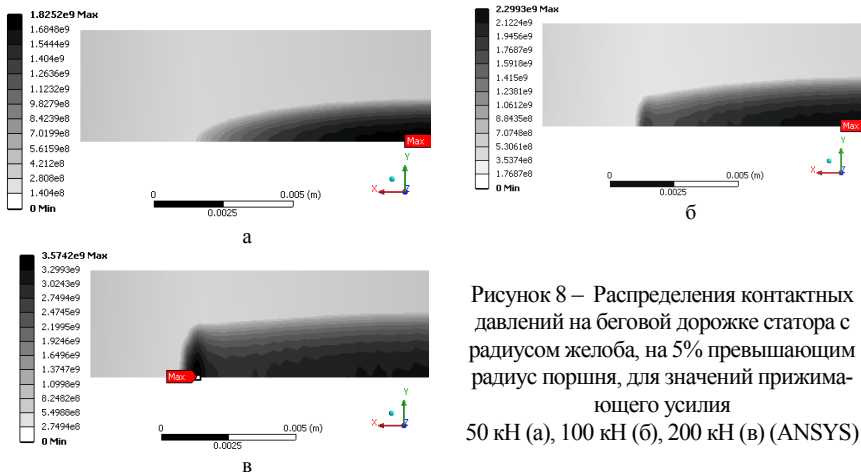 1.8252e9 Max
1.6848e9
1.5444e9
1.404e9
1.2636e9
1.1232e9
9.8279e8
8.4239e8
7.0199e8
5.6159e8
4.212e8
2.808e8
1.404e8
0 Min
Max
Y
X
Z
0
0.005 (m)
0.0025
а
2.2993e9 Max
2.1224e9
1.9456e9
1.7687e9
1.5918e9
1.415e9
1.2381e9
1.0612e9
8.8435e8
7.0748e8
5.3061e8
3.5374e8
1.7687e8
0 Min
Max
Y
X
Z
0
0.005 (m)
0.0025
б
3.5742e9 Max
3.2993e9
3.0243e9
2.7494e9
2.4745e9
2.1995e9
1.9246e9
1.6496e9
1.3747e9
1.0998e9
8.2482e8
5.4988e8
2.7494e8
0 Min
Max
Y
X
Z
0
0.005 (m)
0.0025
в
Рисунок 8 – Распределения контактных
давлений на беговой дорожке статора с
радиусом желоба, на 5% превышающим
радиус поршня, для значений прижима-
ющего усилия
50 кН (а), 100 кН (б), 200 кН (в) (ANSYS)